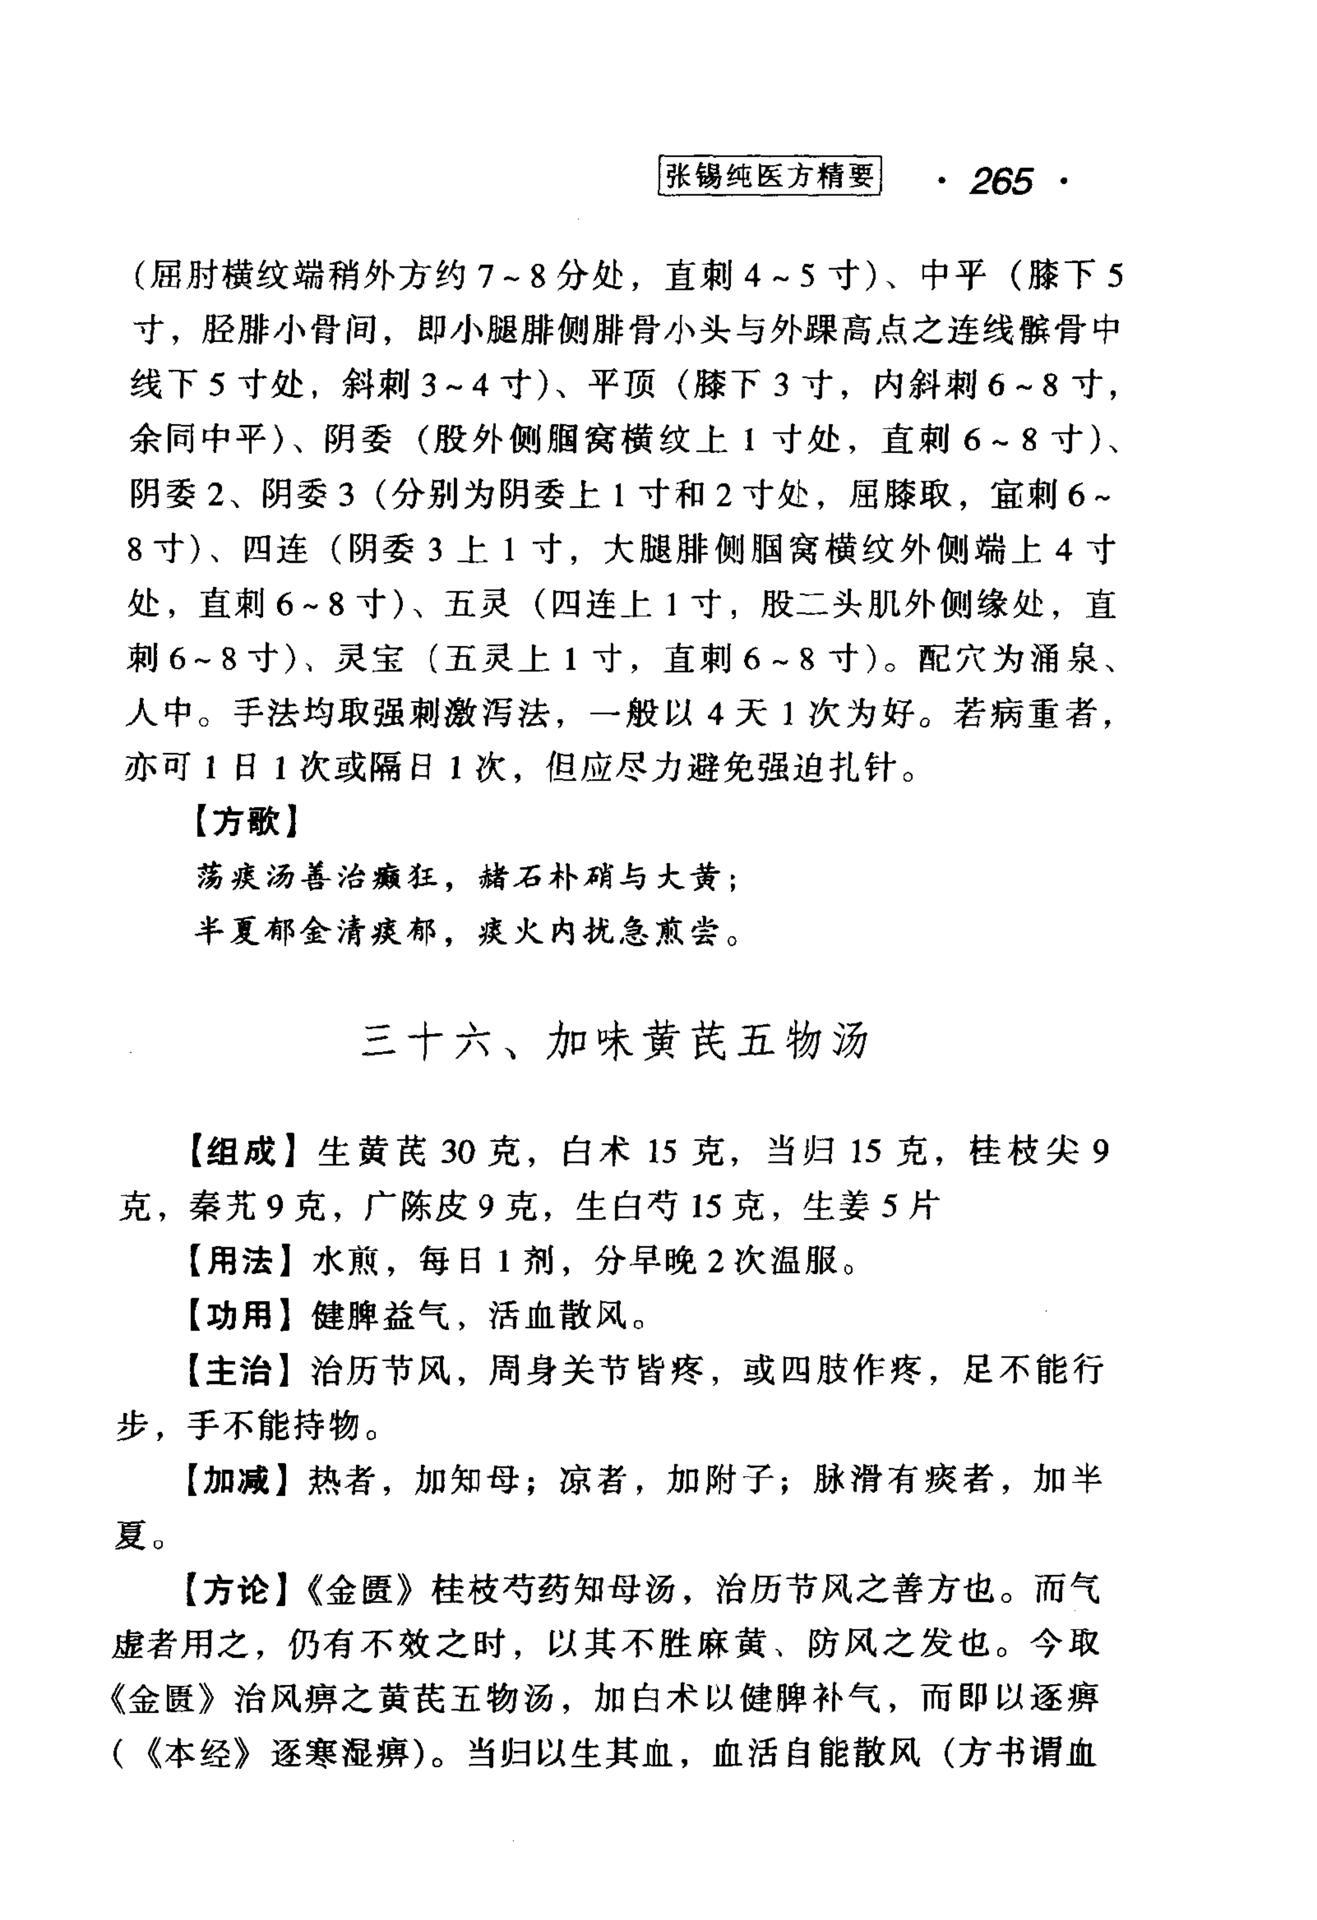 张锡纯医方精要 · 265 ·
(屈肘横纹端稍外方约7~8分处，直刺4~5寸)、中平（膝下5
寸，胫腓小骨间，即小腿腓侧腓骨小头与外踝高点之连线髌骨中
线下5寸处，斜刺3~4寸)、平顶（膝下3寸，内斜刺6~8寸，
余同中平)、阴委（股外侧腘窝横纹上1寸处，直刺6~8寸)、
阴委2、阴委3（分别为阴委上1寸和2寸处，屈膝取，宜刺6~
8寸)、四连（阴委3上1寸，大腿腓侧腘窝横纹外侧端上4寸
处，直刺6~8寸)、五灵（四连上1寸，股二头肌外侧缘处，直
刺6~8寸)、灵宝（五灵上1寸，直刺6~8寸)。配穴为涌泉、
人中。手法均取强刺激泻法，一般以4天1次为好。若病重者，
亦可1日1次或隔日1次，但应尽力避免强迫扎针。
【方歌】
荡痰汤善治癫狂，赭石朴硝与大黄；
半夏郁金清痰郁，痰火内扰急煎尝。
三十六、加味黄芪五物汤
【组成】生黄芪30克，白术15克，当归15克，桂枝尖9
克，秦艽9克，广陈皮9克，生白芍15克，生姜5片
【用法】水煎，每日1剂，分早晚2次温服。
【功用】健脾益气，活血散风。
【主治】治历节风，周身关节皆疼，或四肢作疼，足不能行
步，手不能持物。
【加减】热者，加知母；凉者，加附子；脉滑有痰者，加半
夏。
【方论】《金匮》桂枝芍药知母汤，治历节风之善方也。而气
虚者用之，仍有不效之时，以其不胜麻黄、防风之发也。今取
《金匮》治风痹之黄芪五物汤，加白术以健脾补气，而即以逐痹
(《本经》逐寒湿痹)。当归以生其血，血活自能散风（方书谓血